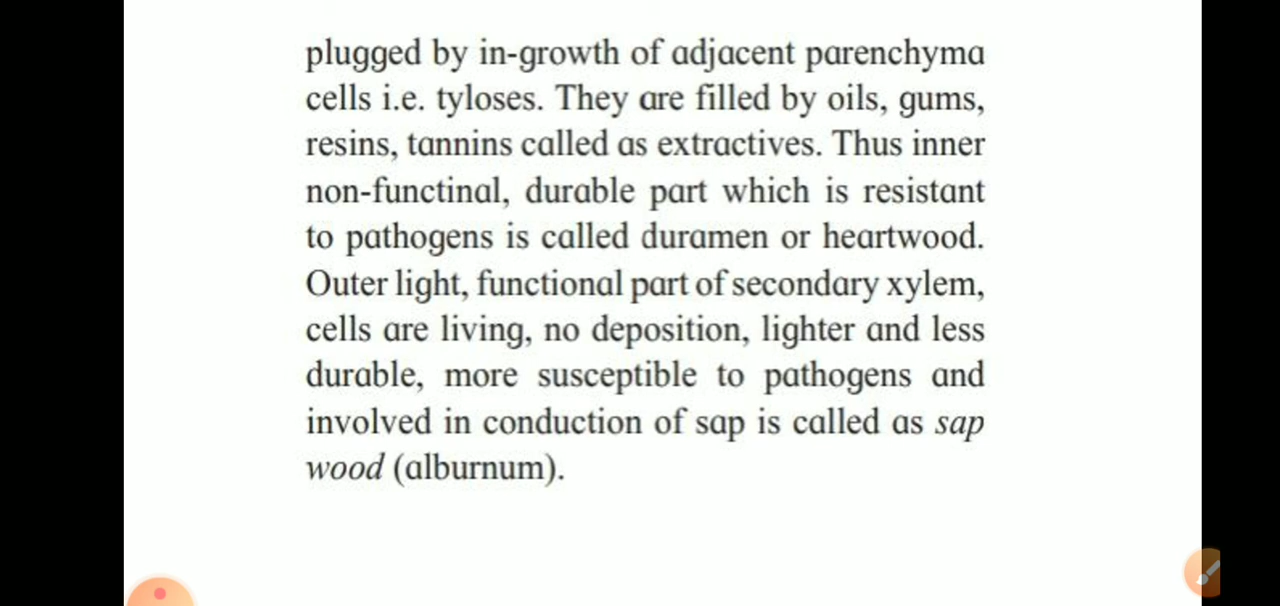 plugged by in-growth of adjacent parenchyma
cells i.e. tyloses. They are filled by oils, gums,
resins, tannins called as extractives. Thus inner
non-functinal, durable part which is resistant
to pathogens is called duramen or heartwood.
Outer light, functional part of secondary xylem,
cells are living, no deposition, lighter and less
durable, more susceptible to pathogens and
involved in conduction of sap is called as sap
wood (alburnum).